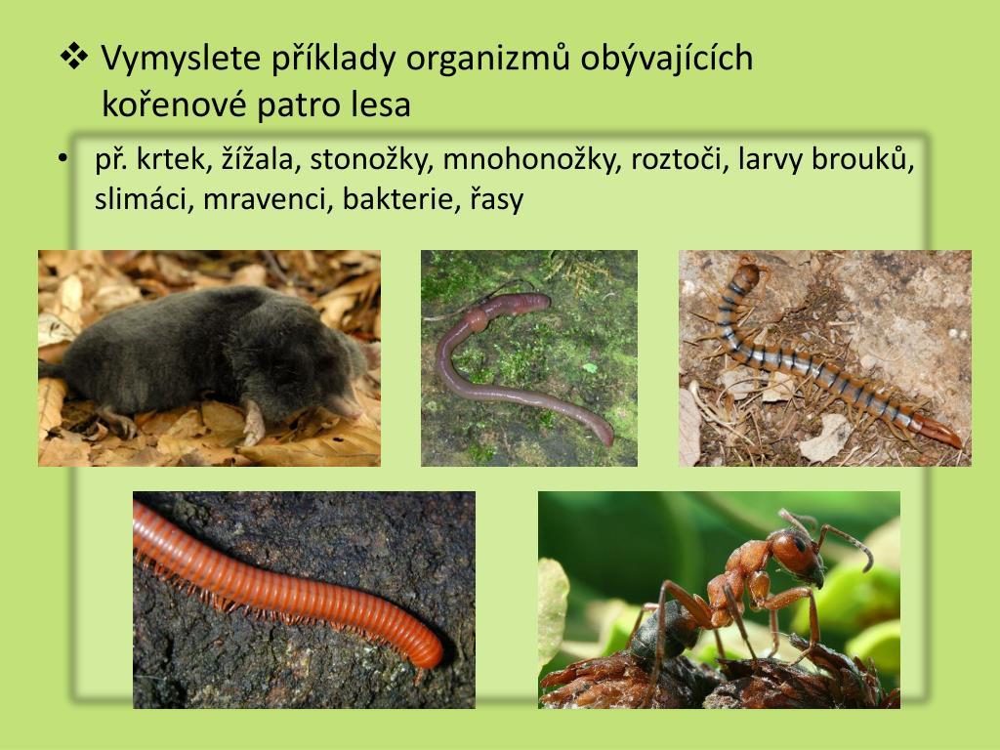 ❖ Vymyslete příklady organizmů obývajících
kořenové patro lesa
• př. krtek, žížala, stonožky, mnohonožky, roztoči, larvy brouků,
slimáci, mravenci, bakterie, řasy